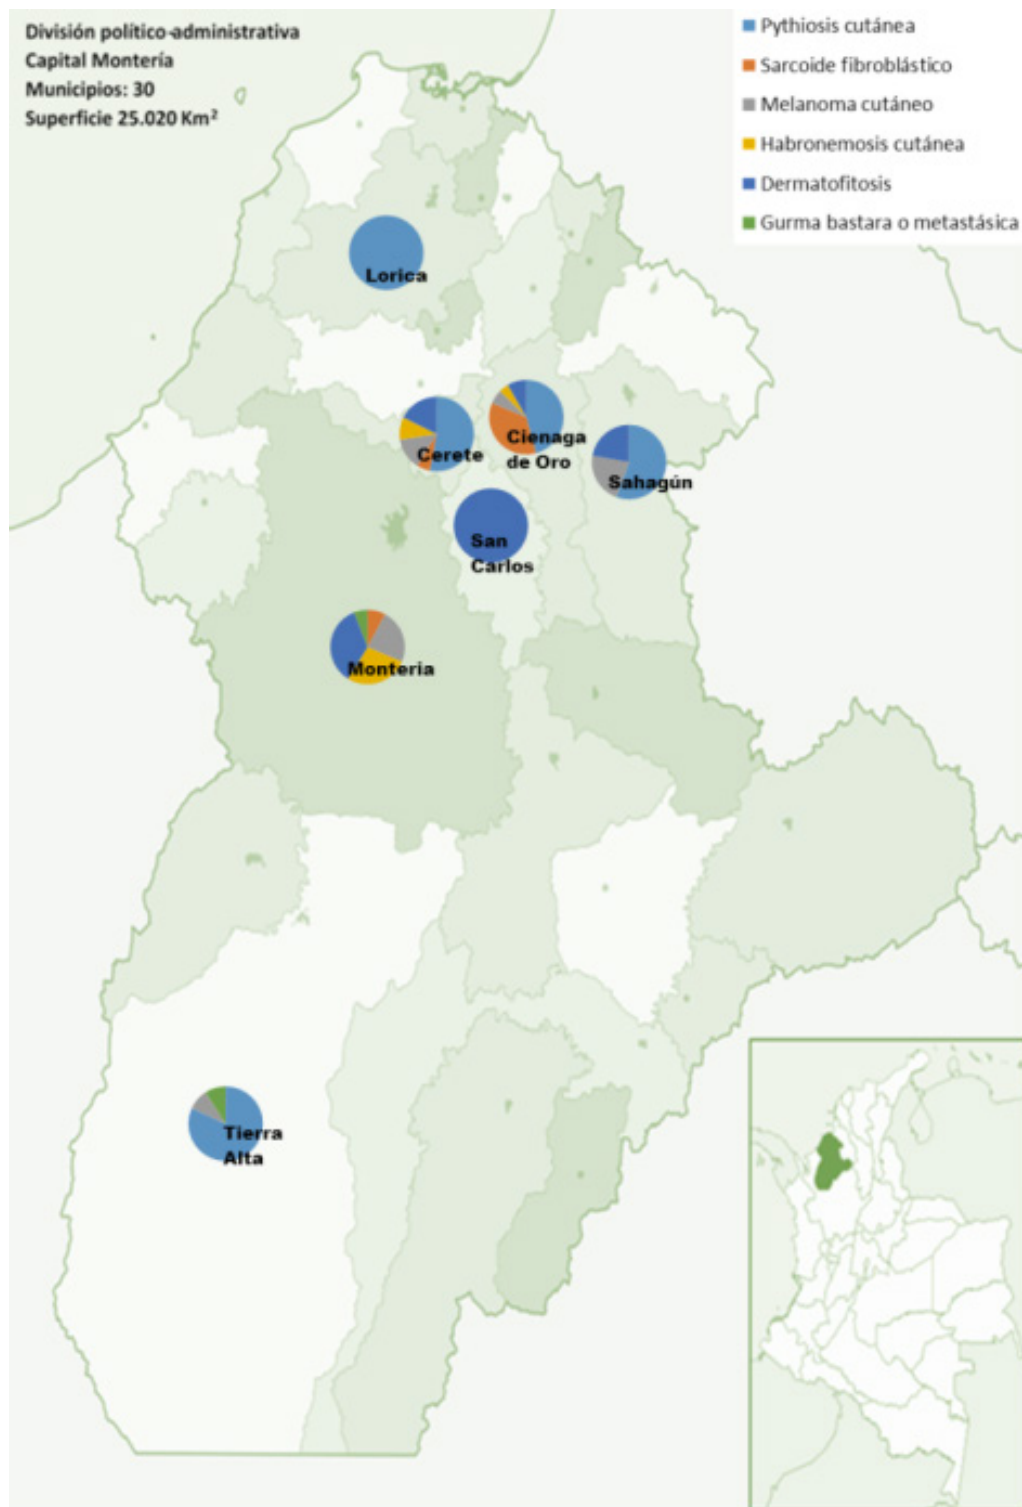 División político-administrativa
Capital Montería
Municipios: 30
Superficie 25.020 Km²
Pythiosis cutánea
Sarcoide fibroblástico
Melanoma cutáneo
Habronemosis cutánea
Dermatofitosis
Gurma bastara o metastásica
Lorica
Cerete
Cienaga
de Oro
Sahagún
San
Carlos
Monteria
Tierra
Alta